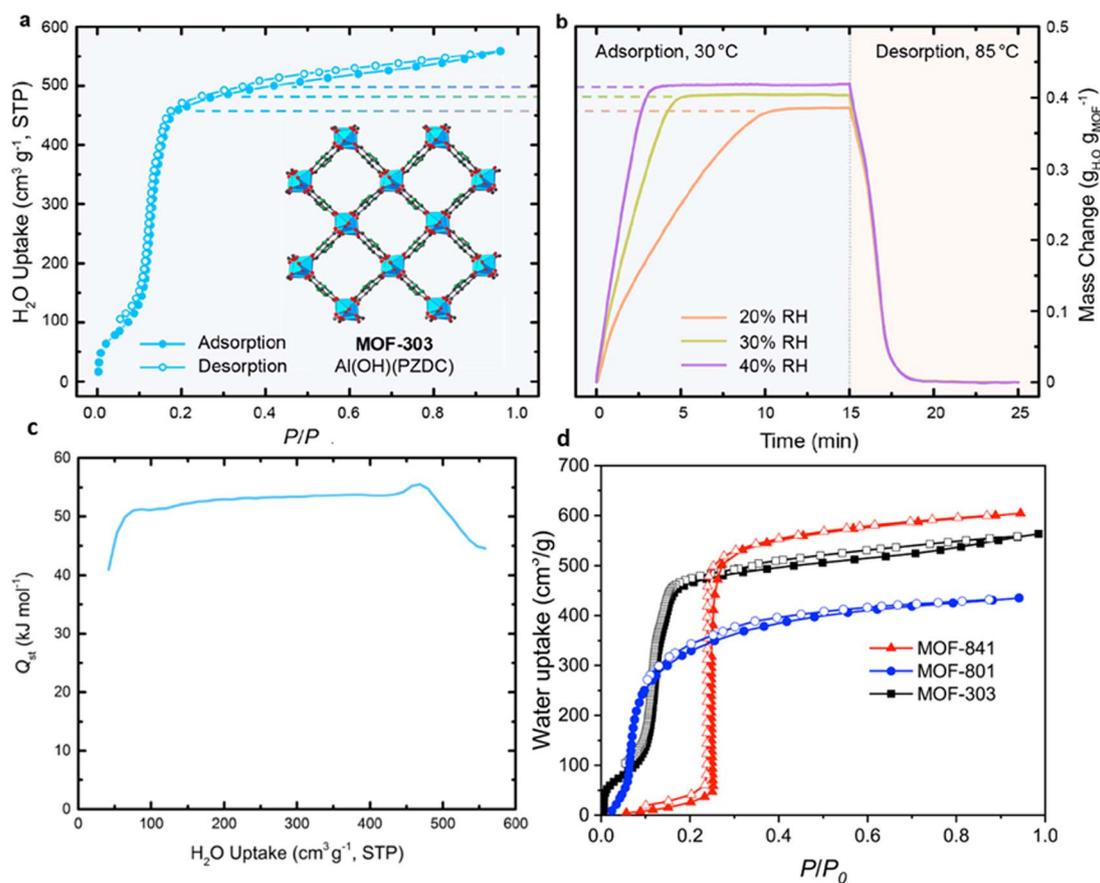 a
600
500
400
300
200
100
0
H2O Uptake (cm3 g-1, STP)
Adsorption
Desorption
MOF-303
Al(OH)(PZDC)
0.0 0.2 0.4 0.6 0.8 1.0
P/P
b
Adsorption, 30 °C
Desorption, 85 °C
0.5
0.4
0.3
0.2
0.1
0
Mass Change (gH2O gMOF-1)
20% RH
30% RH
40% RH
0 5 10 15 20 25
Time (min)
c
60
50
40
30
20
10
0
Qst (kJ mol-1)
0 100 200 300 400 500 600
H2O Uptake (cm3 g-1, STP)
d
700
600
500
400
300
200
100
0
Water uptake (cm3/g)
MOF-841
MOF-801
MOF-303
0.0 0.2 0.4 0.6 0.8 1.0
P/P0